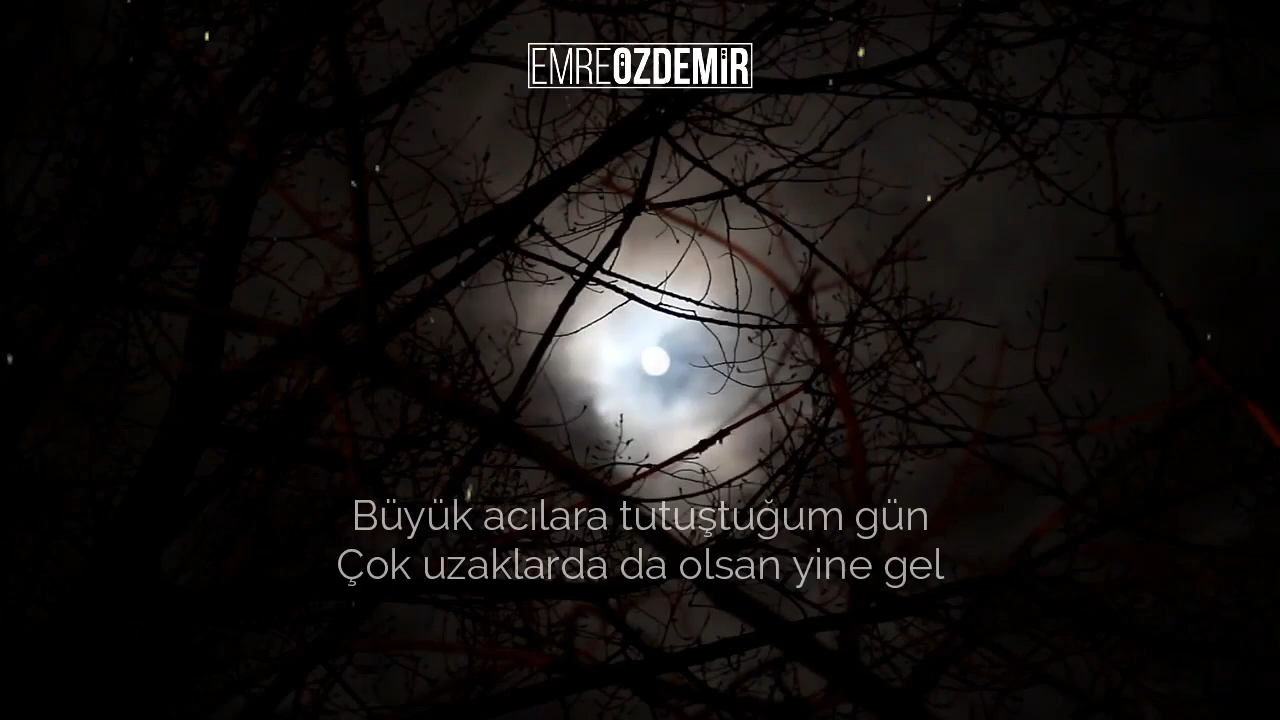 EMREÖZDEMİR
Büyük acılara tutuştuğum gün
Çok uzaklarda da olsan yine gel